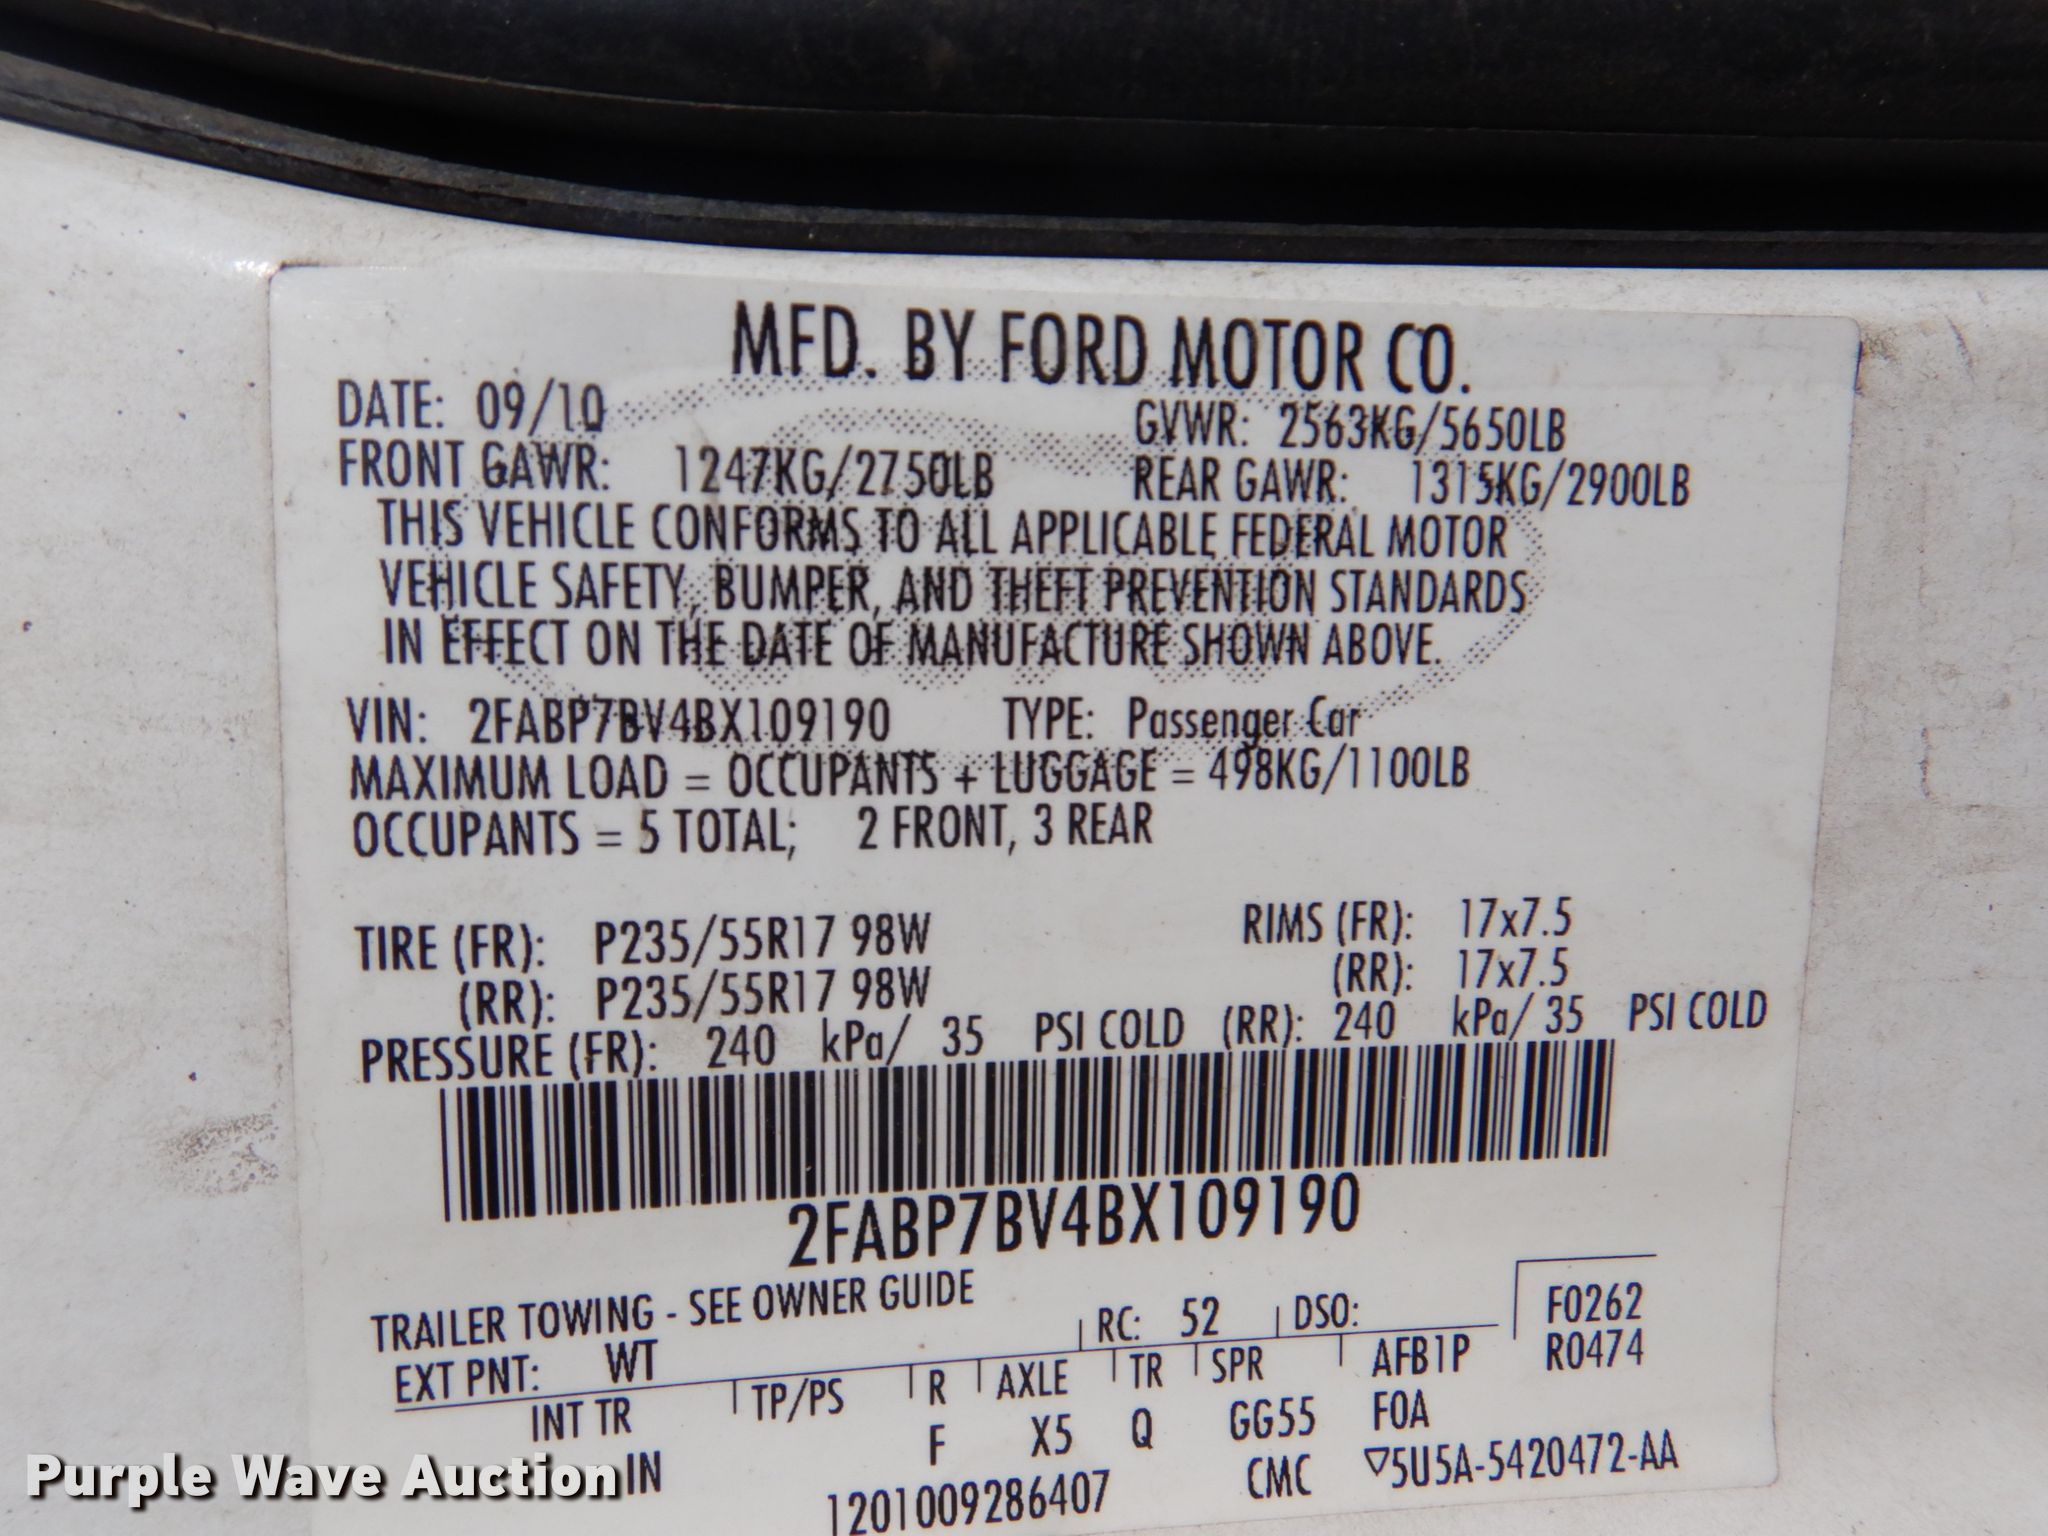 MFD. BY FORD MOTOR CO.
DATE: 09/10 GVWR: 2563KG/5650LB
FRONT GAWR: 1247KG/2750LB REAR GAWR: 1315KG/2900LB
THIS VEHICLE CONFORMS TO ALL APPLICABLE FEDERAL MOTOR
VEHICLE SAFETY, BUMPER, AND THEFT PREVENTION STANDARDS
IN EFFECT ON THE DATE OF MANUFACTURE SHOWN ABOVE.
VIN: 2FABP7BV4BX109190 TYPE: Passenger Car
MAXIMUM LOAD = OCCUPANTS + LUGGAGE = 498KG/1100LB
OCCUPANTS = 5 TOTAL; 2 FRONT, 3 REAR
TIRE (FR): P235/55R17 98W RIMS (FR): 17x7.5
(RR): P235/55R17 98W (RR): 17x7.5
PRESSURE (FR): 240 kPa/ 35 PSI COLD (RR): 240 kPa/ 35 PSI COLD
2FABP7BV4BX109190
TRAILER TOWING - SEE OWNER GUIDE
F0262
EXT PNT: WT RC: 52 DSO: R0474
INT TR TP/PS R AXLE TR SPR AFB1P
F X5 Q GG55 FOA
IN
1201009286407 CMC ▽5U5A-5420472-AA
Purple Wave Auction